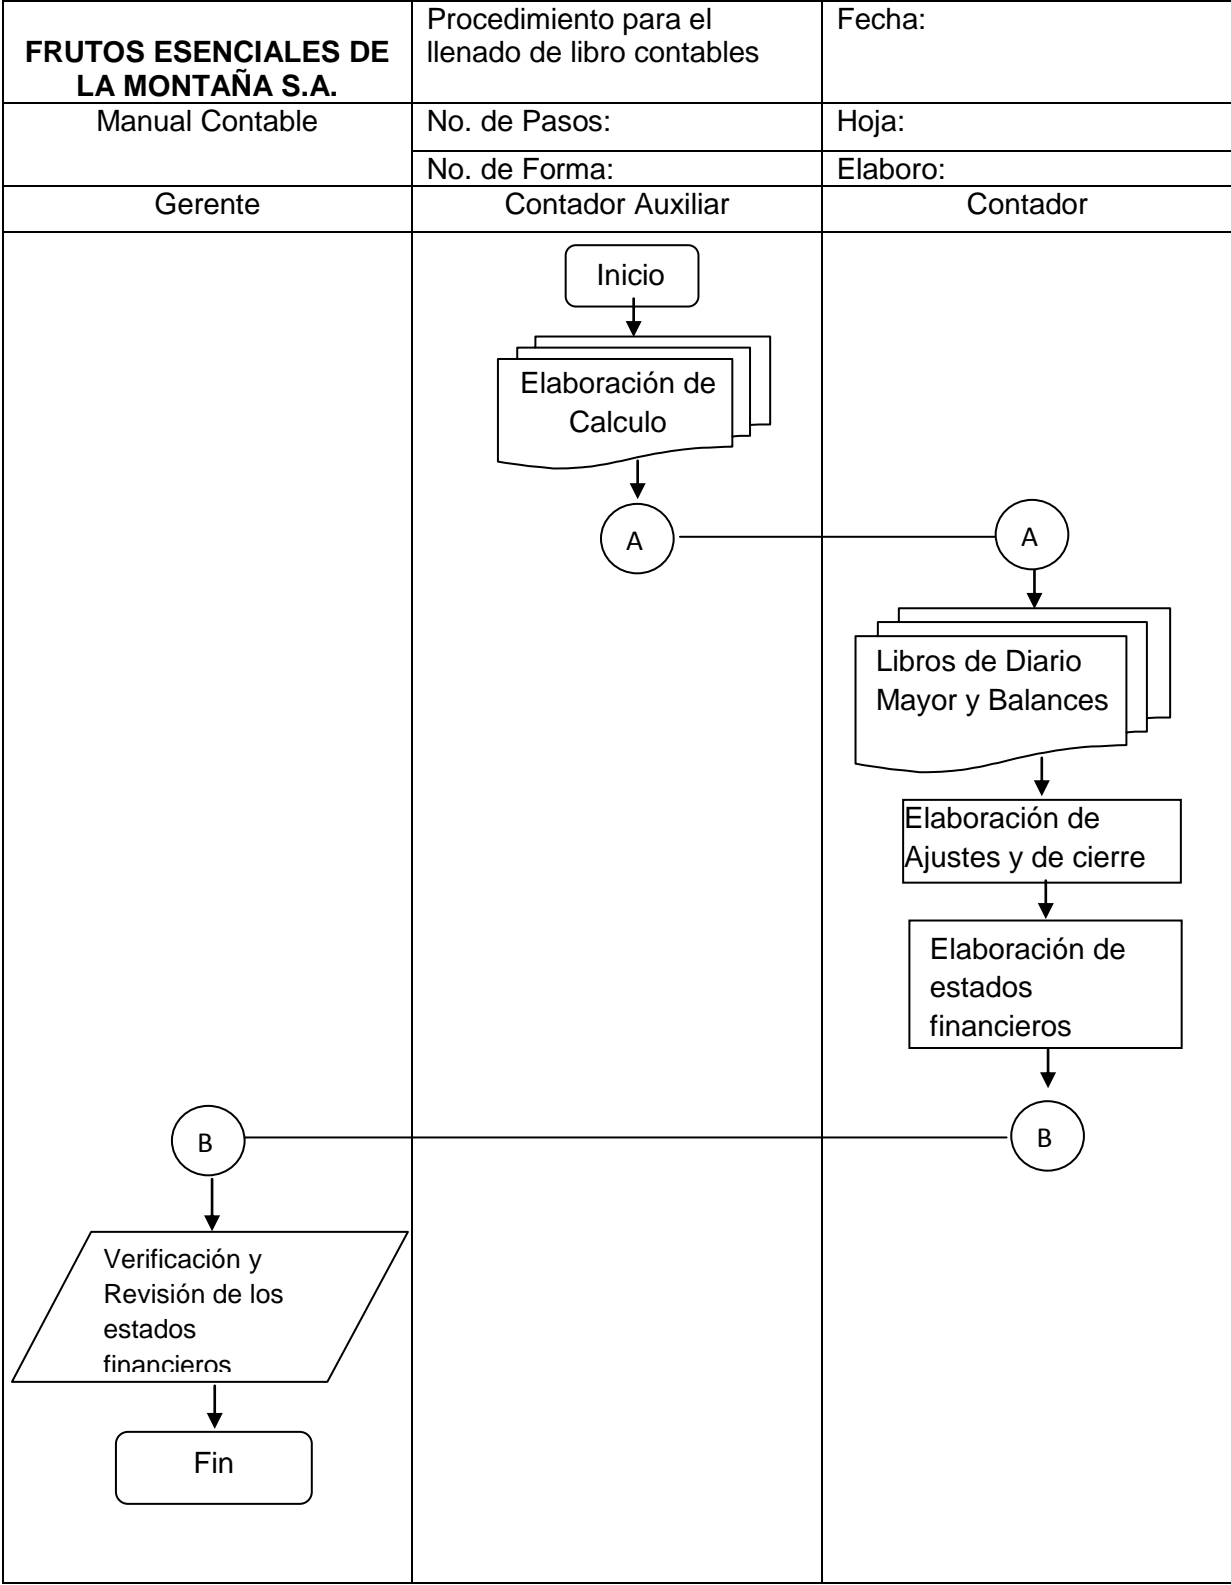 FRUTOS ESENCIALES DE
LA MONTAÑA S.A.
Procedimiento para el
llenado de libro contables
Fecha:
Manual Contable
No. de Pasos:
Hoja:
No. de Forma:
Elaboro:
Gerente
Contador Auxiliar
Contador
Inicio
Elaboración de
Calculo
A
A
Libros de Diario
Mayor y Balances
Elaboración de
Ajustes y de cierre
Elaboración de
estados
financieros
B
B
Verificación y
Revisión de los
estados
financieros
Fin